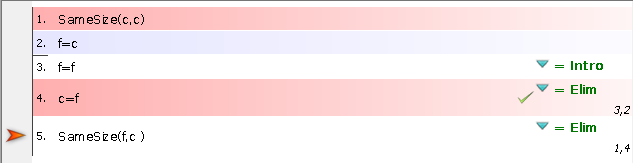 1. SameSize(c,c)
2. f=c
3. f=f = Intro
4. c=f = Elim
3,2
5. SameSize(f,c ) = Elim
1,4